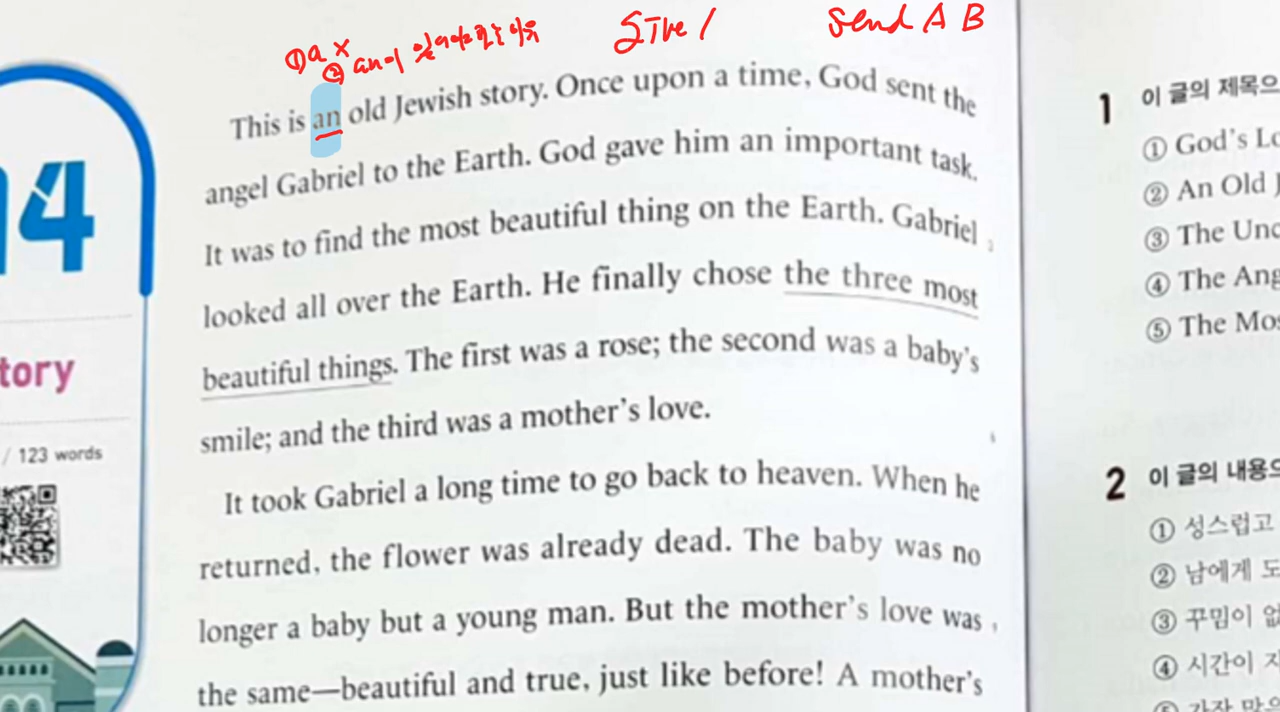 ①a x
② an이 있어야 하는 이유
give /
send A B
This is an old Jewish story. Once upon a time, God sent the
angel Gabriel to the Earth. God gave him an important task.
It was to find the most beautiful thing on the Earth. Gabriel
looked all over the Earth. He finally chose the three most
beautiful things. The first was a rose; the second was a baby's
smile; and the third was a mother's love.
It took Gabriel a long time to go back to heaven. When he
returned, the flower was already dead. The baby was no
longer a baby but a young man. But the mother's love was
the same—beautiful and true, just like before! A mother's
14
tory
/ 123 words
1 이 글의 제목으
① God's Lo
② An Old J
③ The Unc
④ The Ang
⑤ The Mos
2 이 글의 내용으
① 성스럽고
② 남에게 도
③ 꾸밈이 없
④ 시간이 지
⑤ 가장 많은